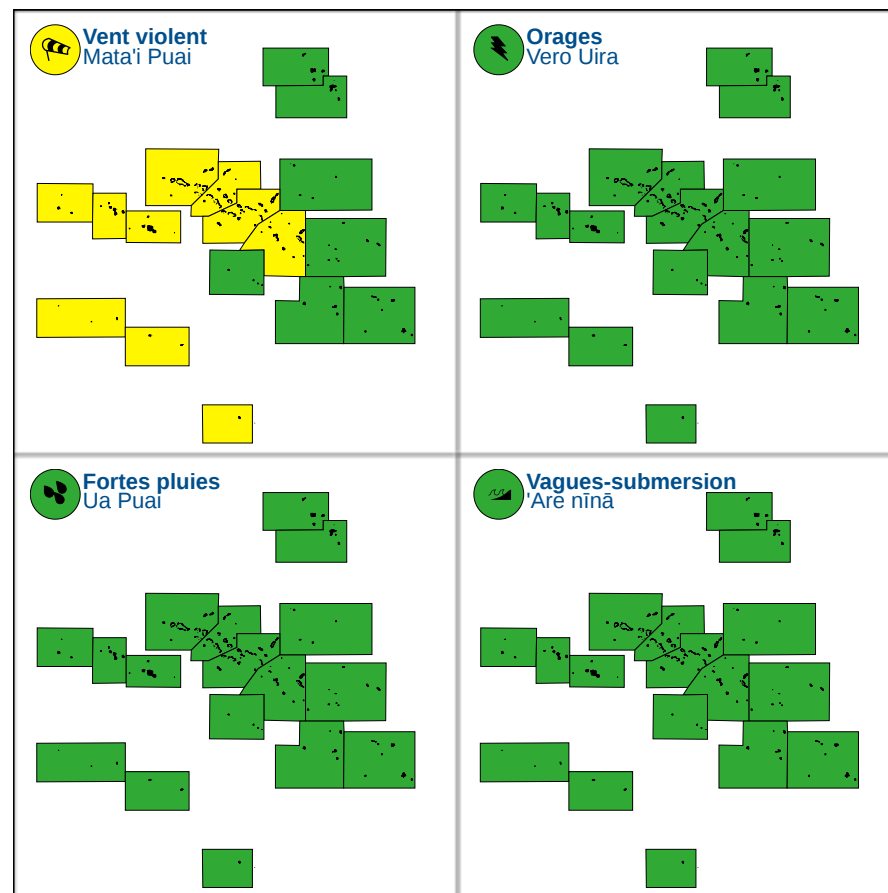 Vent violent
Mata'i Puai
Orages
Vero Uira
Fortes pluies
Ua Puai
Vagues-submersion
'Are nīnā